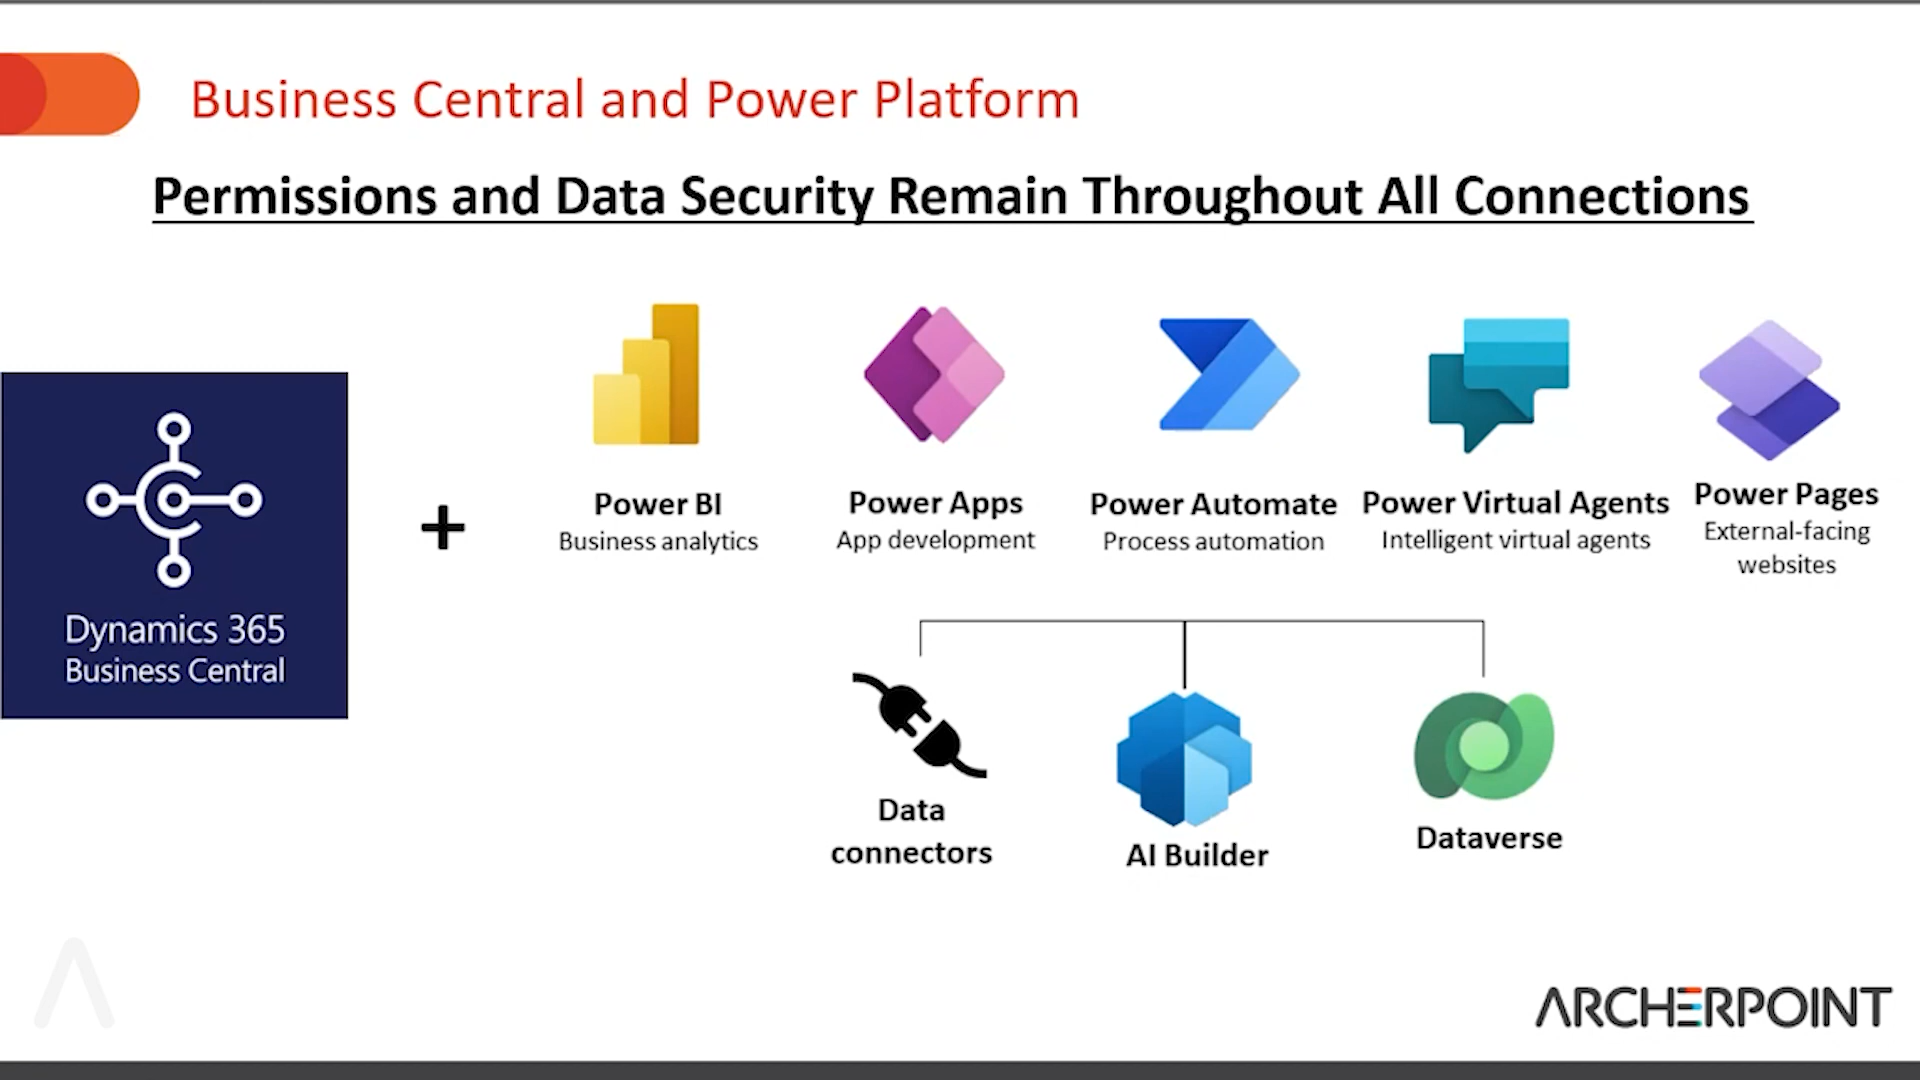 Business Central and Power Platform
Permissions and Data Security Remain Throughout All Connections
Dynamics 365
Business Central
+
Power BI
Business analytics
Power Apps
App development
Power Automate
Process automation
Power Virtual Agents
Intelligent virtual agents
Power Pages
External-facing
websites
Data
connectors
AI Builder
Dataverse
ARCHERPOINT